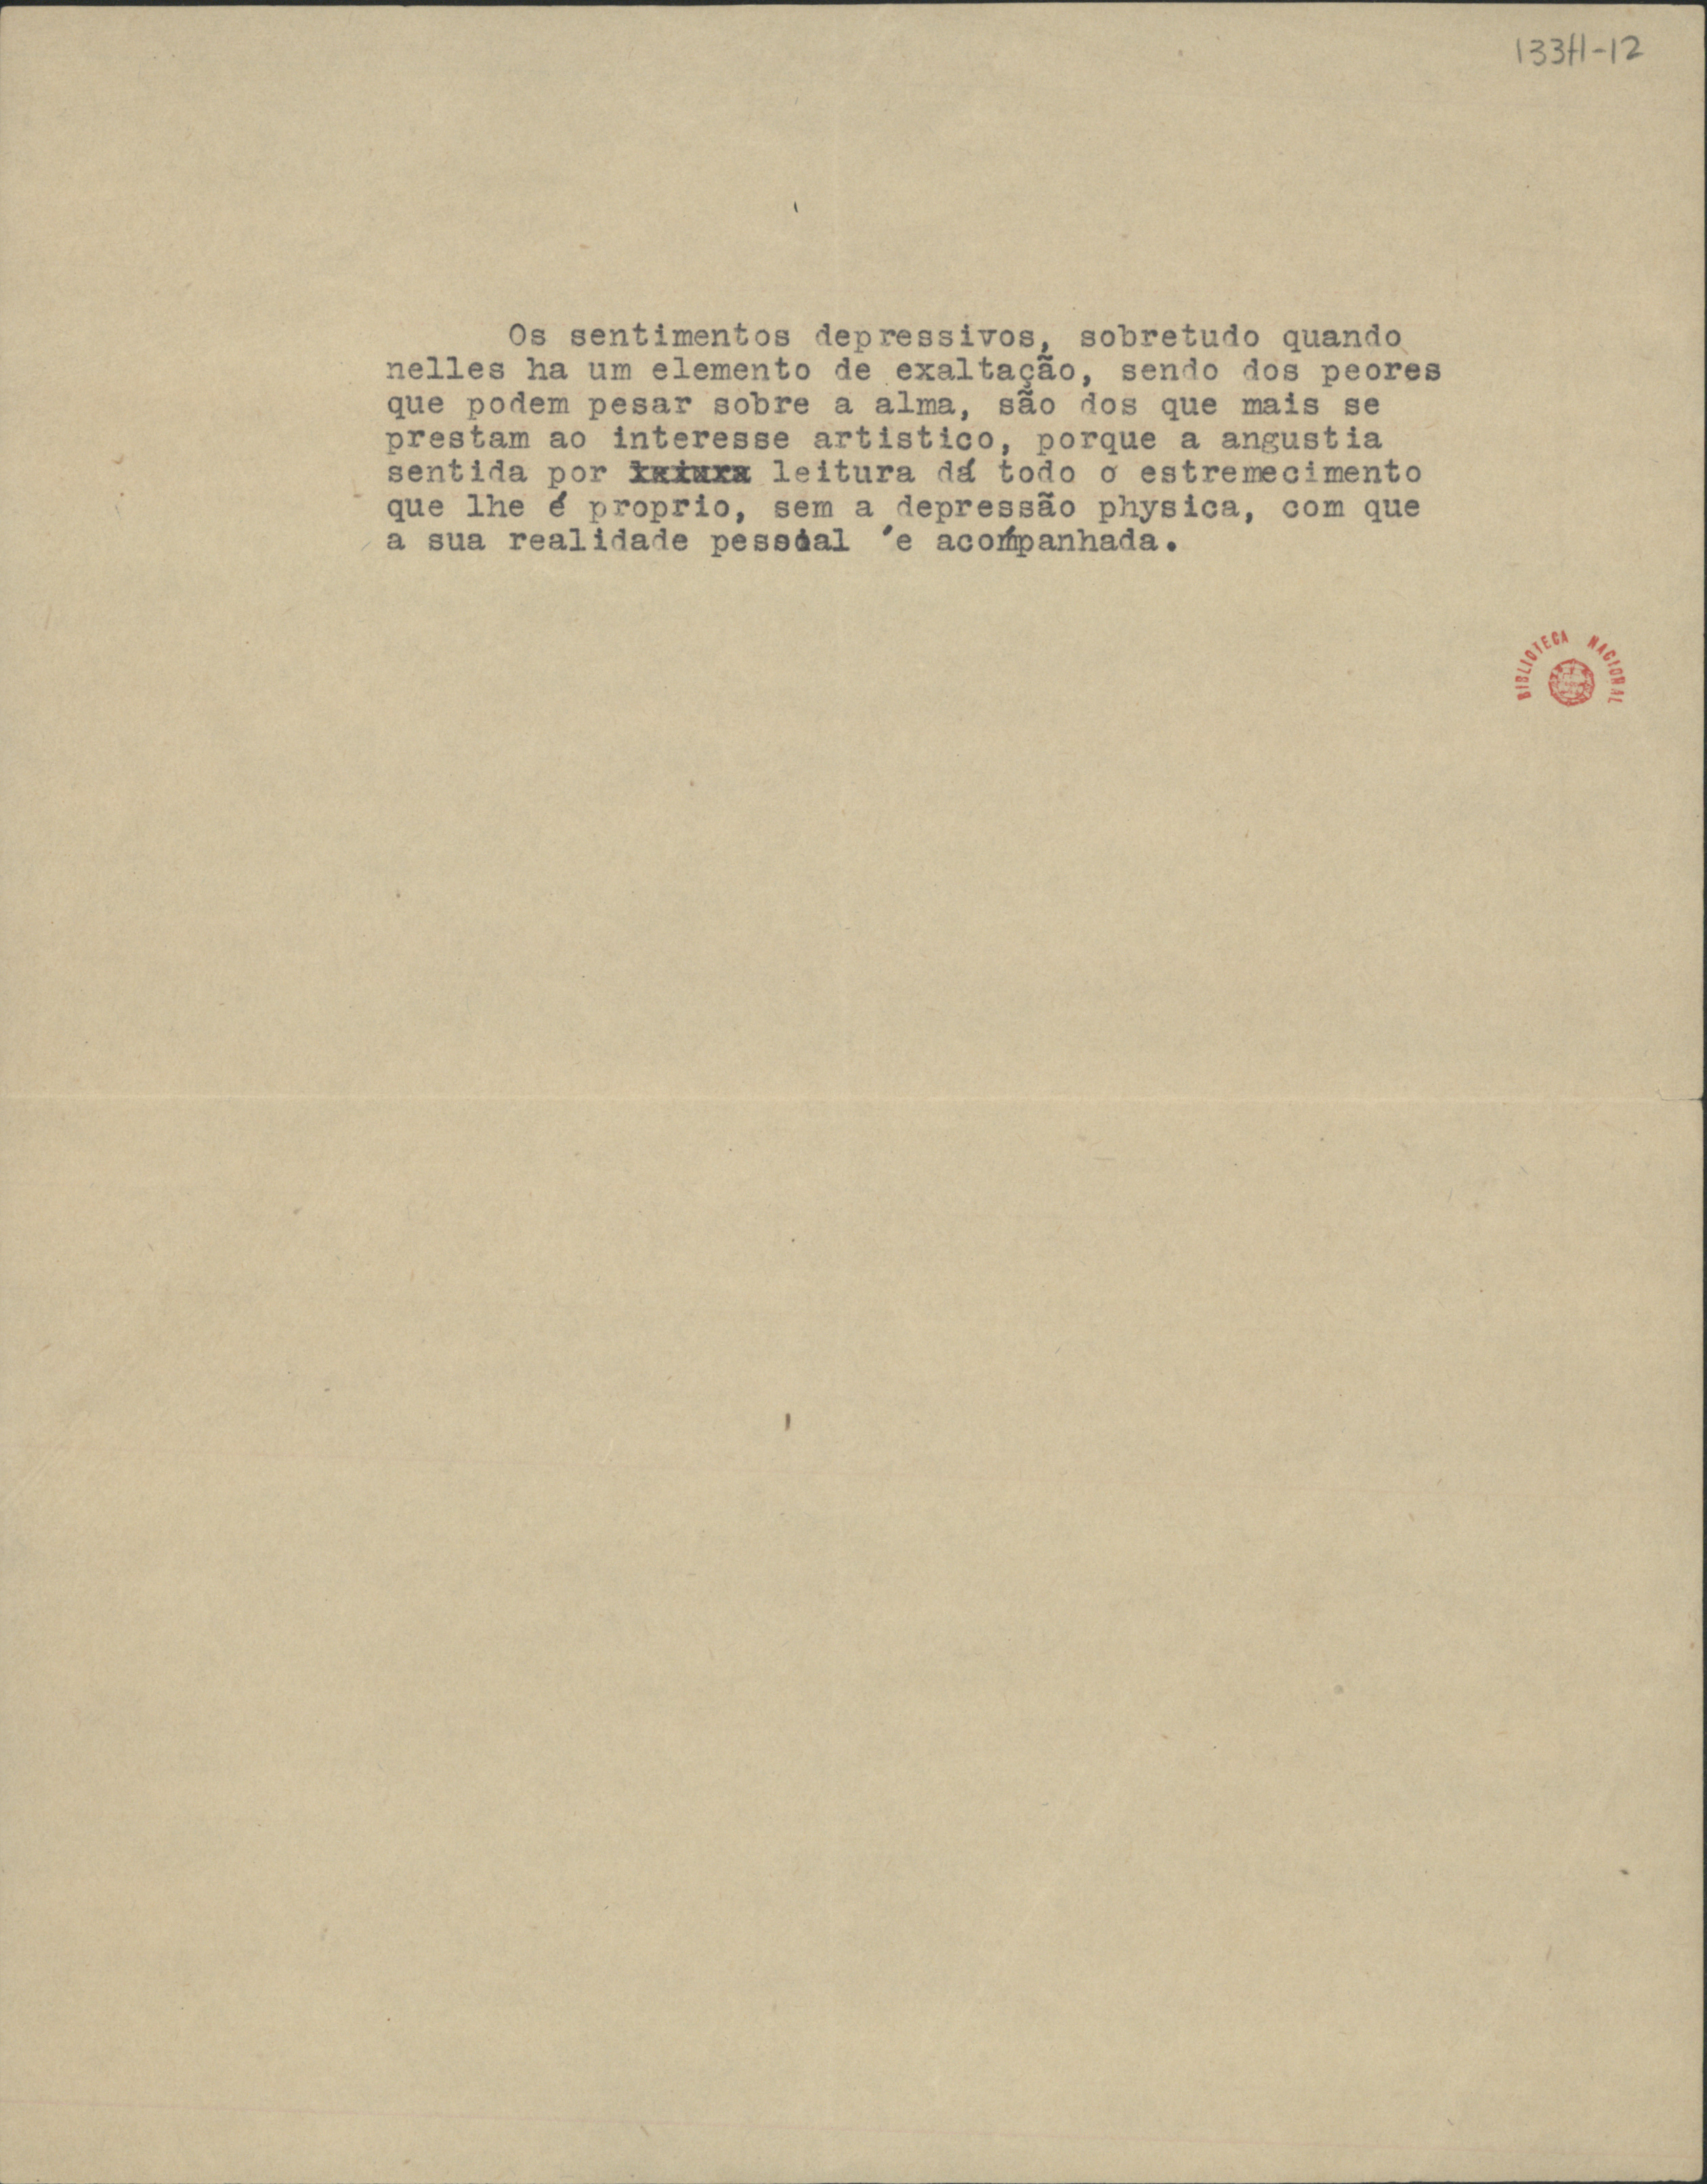 133H-12
Os sentimentos depressivos, sobretudo quando
nelles ha um elemento de exaltação, sendo dos peores
que podem pesar sobre a alma, são dos que mais se
prestam ao interesse artistico, porque a angustia
sentida por leitura dá todo o estremecimento
que lhe é proprio, sem a depressão physica, com que
a sua realidade pessoal ´e acompanhada.
BIBLIOTECA NACIONAL